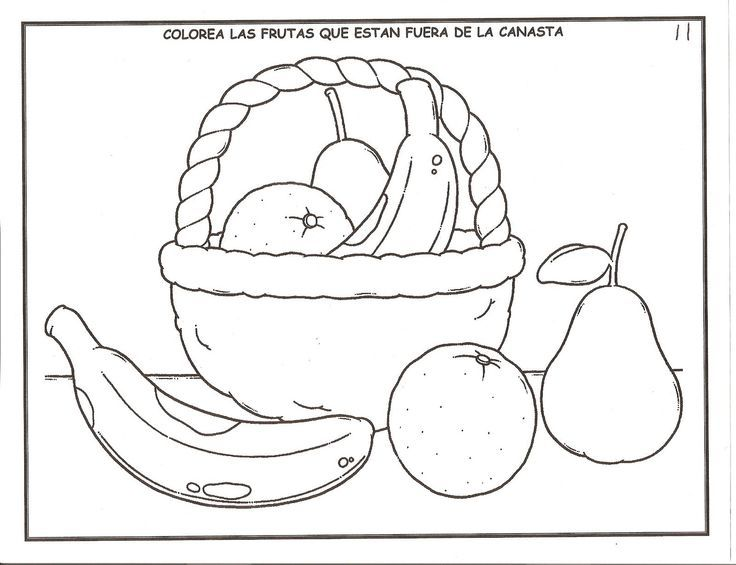 COLOREA LAS FRUTAS QUE ESTAN FUERA DE LA CANASTA
11